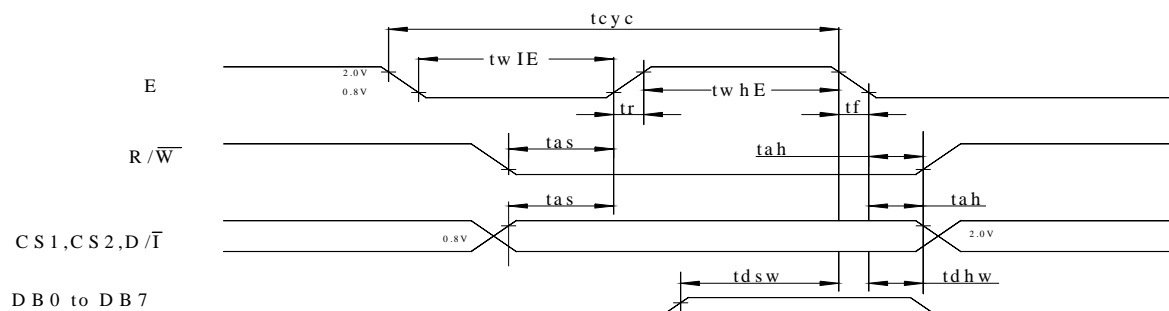 tcyc
twIE
2.0V
E
0.8V
twhE
tr
tf
R/W̅
tas
tah
tas
tah
CS1,CS2,D/I̅
0.8V
2.0V
tdsw
tdhw
DB0 to DB7